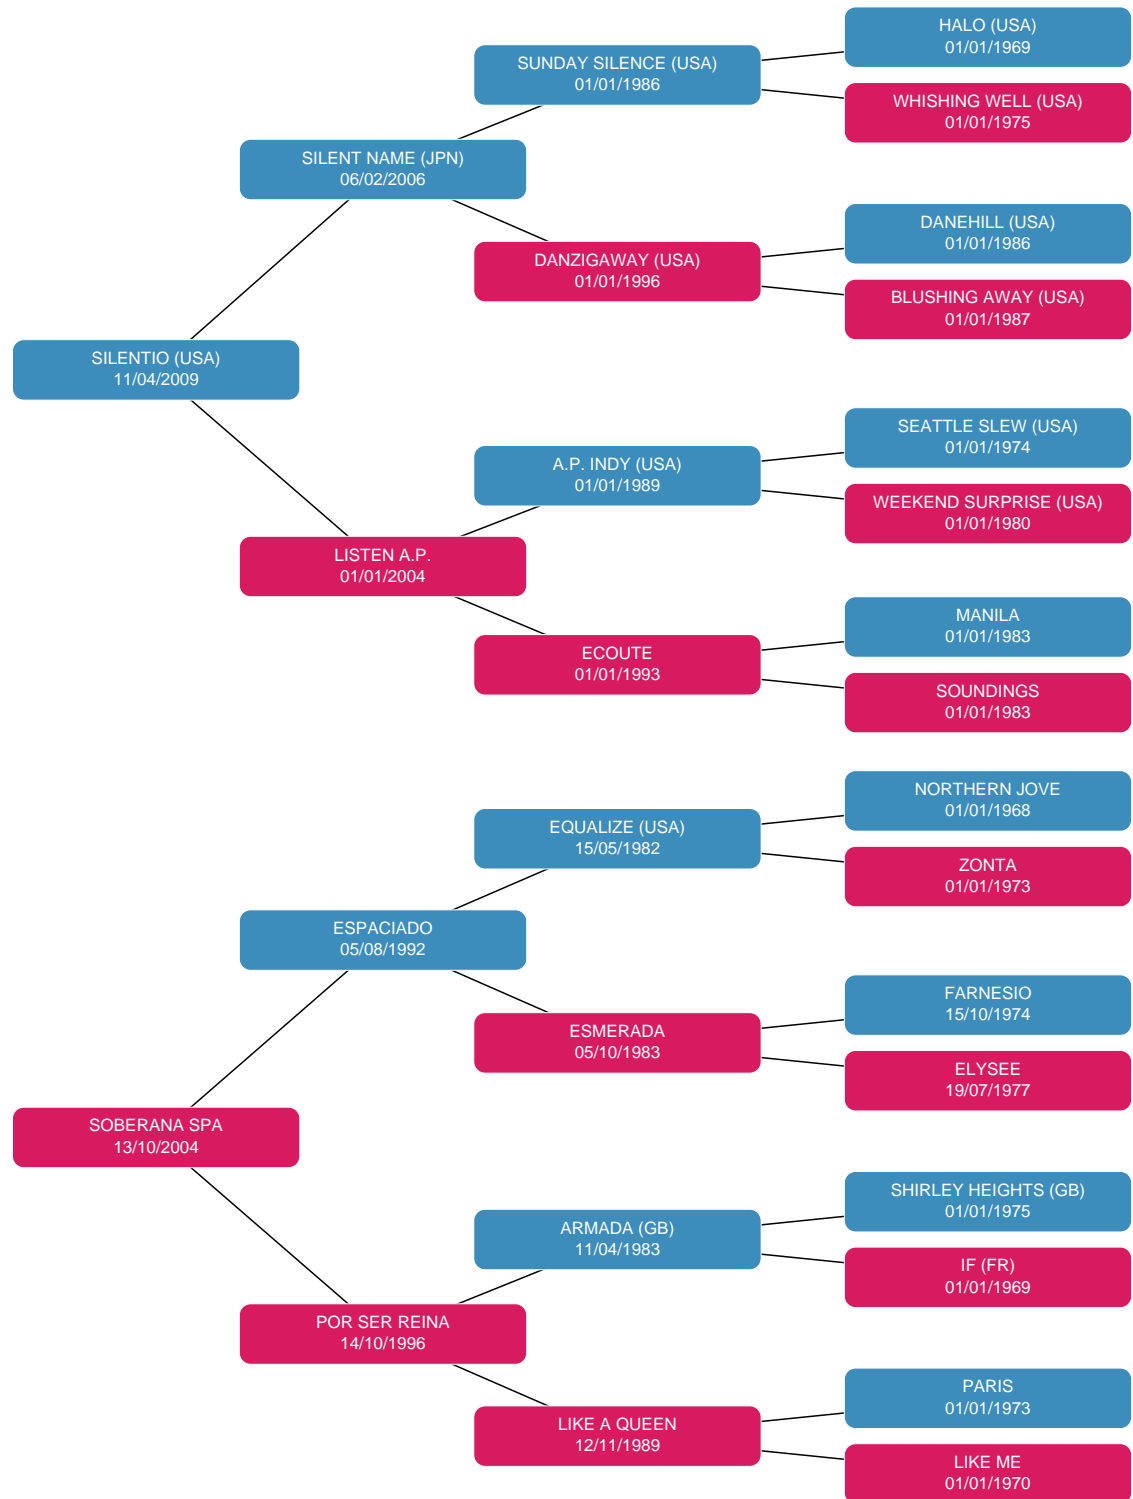 HALO (USA)
01/01/1969
SUNDAY SILENCE (USA)
01/01/1986
WHISHING WELL (USA)
01/01/1975
SILENT NAME (JPN)
06/02/2006
DANEHILL (USA)
01/01/1986
DANZIGAWAY (USA)
01/01/1996
BLUSHING AWAY (USA)
01/01/1987
SILENTIO (USA)
11/04/2009
SEATTLE SLEW (USA)
01/01/1974
A.P. INDY (USA)
01/01/1989
WEEKEND SURPRISE (USA)
01/01/1980
LISTEN A.P.
01/01/2004
MANILA
01/01/1983
ECOUTE
01/01/1993
SOUNDINGS
01/01/1983
NORTHERN JOVE
01/01/1968
EQUALIZE (USA)
15/05/1982
ZONTA
01/01/1973
ESPACIADO
05/08/1992
FARNESIO
15/10/1974
ESMERADA
05/10/1983
ELYSEE
19/07/1977
SOBERANA SPA
13/10/2004
SHIRLEY HEIGHTS (GB)
01/01/1975
ARMADA (GB)
11/04/1983
IF (FR)
01/01/1969
POR SER REINA
14/10/1996
PARIS
01/01/1973
LIKE A QUEEN
12/11/1989
LIKE ME
01/01/1970